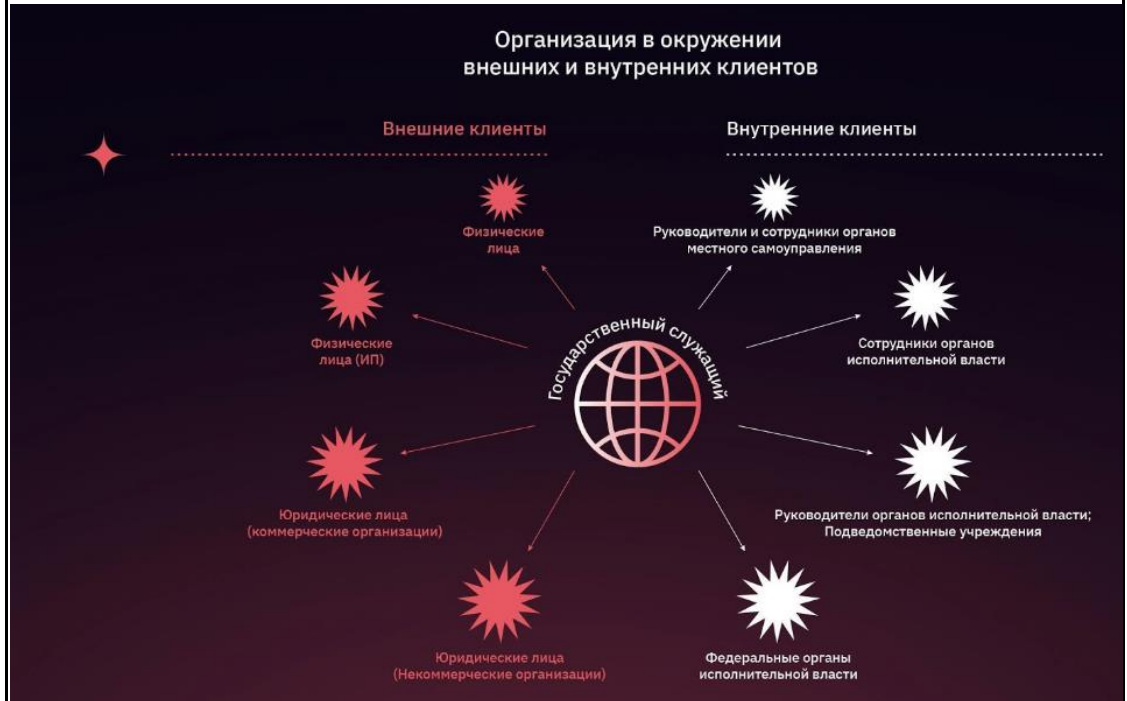 Организация в окружении
внешних и внутренних клиентов
Внешние клиенты
Внутренние клиенты
Физические
лица
Руководители и сотрудники органов
местного самоуправления
Физические
лица (ИП)
Государственный служащий
Сотрудники органов
исполнительной власти
Юридические лица
(коммерческие организации)
Руководители органов исполнительной власти;
Подведомственные учреждения
Юридические лица
(Некоммерческие организации)
Федеральные органы
исполнительной власти